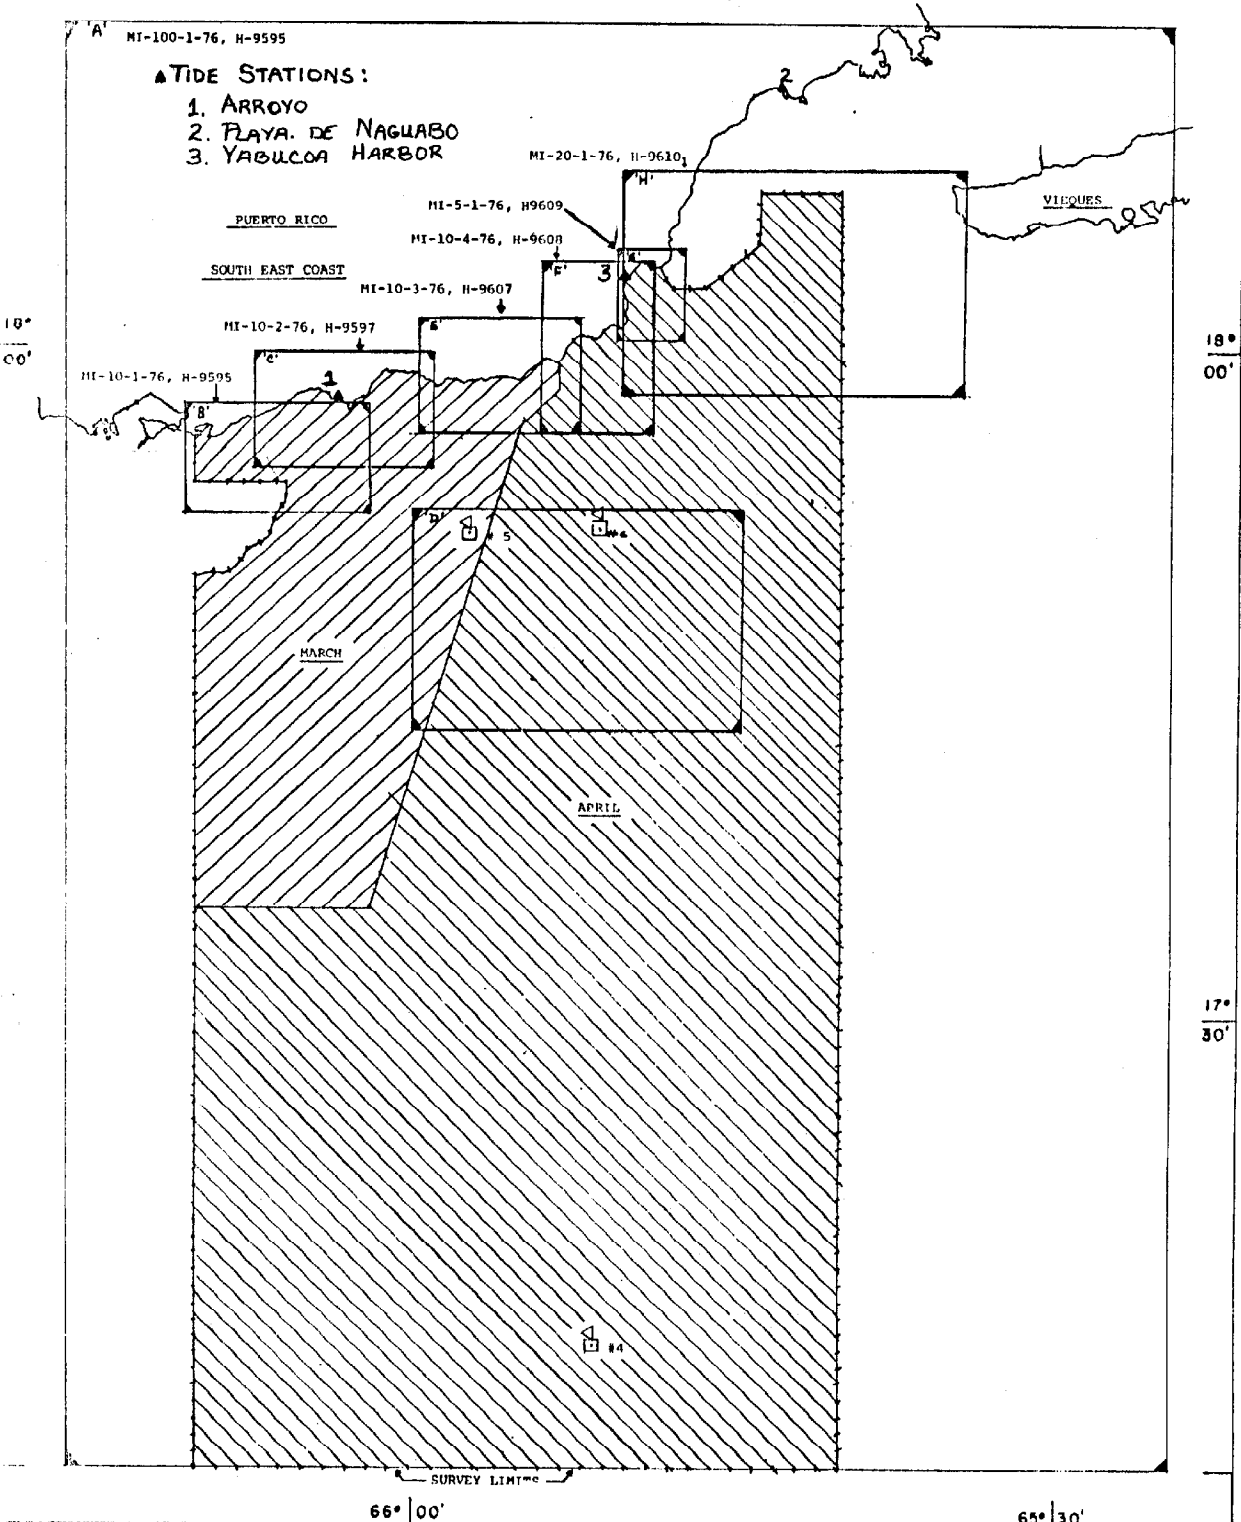 'A'
MI-100-1-76, H-9595
TIDE STATIONS:
1. ARROYO
2. PLAYA. DE NAGUABO
3. YABUCOA HARBOR
2
MI-20-1-76, H-9610
'H'
MI-5-1-76, H9609
VIEQUES
PUERTO RICO
MI-10-4-76, H-9608
SOUTH EAST COAST
'F'
3
MI-10-3-76, H-9607
18° 00'
MI-10-2-76, H-9597
18° 00'
'C'
MI-10-1-76, H-9595
1
'B'
'D'
# 5
MARCH
APRIL
17° 30'
#4
SURVEY LIMITS
66° 00'
65° 30'